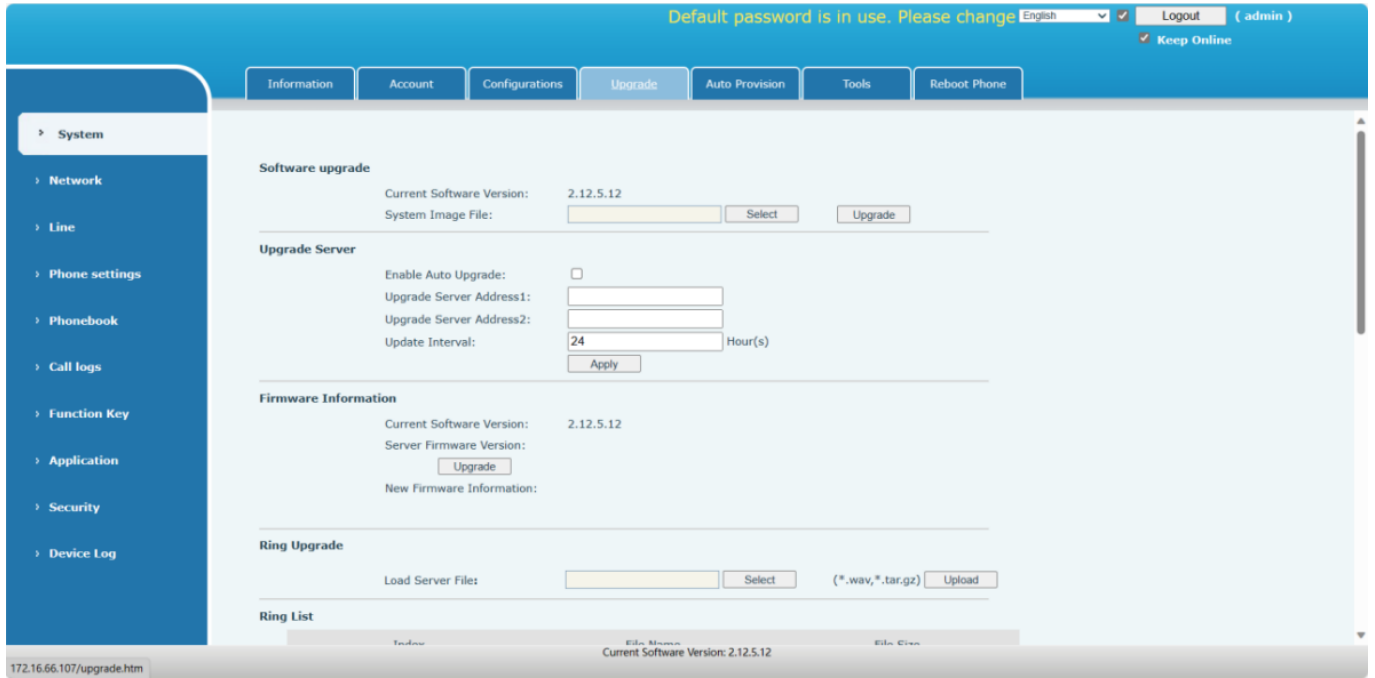 Default password is in use. Please change English Logout ( admin )
Keep Online
Information Account Configurations Upgrade Auto Provision Tools Reboot Phone
› System
› Network
› Line
› Phone settings
› Phonebook
› Call logs
› Function Key
› Application
› Security
› Device Log
Software upgrade
Current Software Version: 2.12.5.12
System Image File: Select Upgrade
Upgrade Server
Enable Auto Upgrade:
Upgrade Server Address1:
Upgrade Server Address2:
Update Interval: 24 Hour(s)
Apply
Firmware Information
Current Software Version: 2.12.5.12
Server Firmware Version:
Upgrade
New Firmware Information:
Ring Upgrade
Load Server File: Select (*.wav,*.tar.gz) Upload
Ring List
Index File Name File Size
Current Software Version: 2.12.5.12
172.16.66.107/upgrade.htm